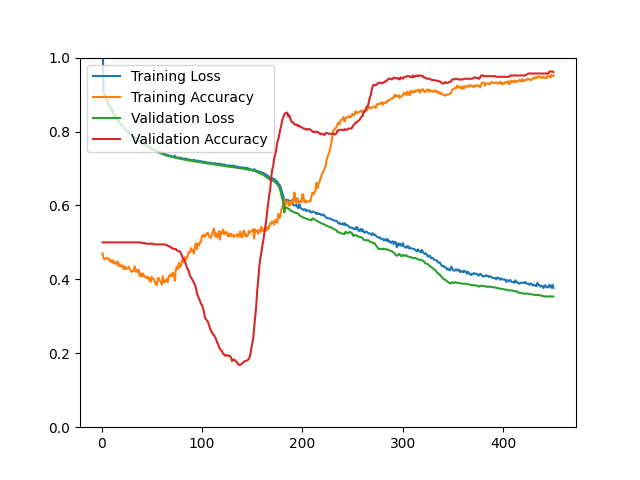 Training Loss
Training Accuracy
Validation Loss
Validation Accuracy
1.0
0.8
0.6
0.4
0.2
0.0
0 100 200 300 400